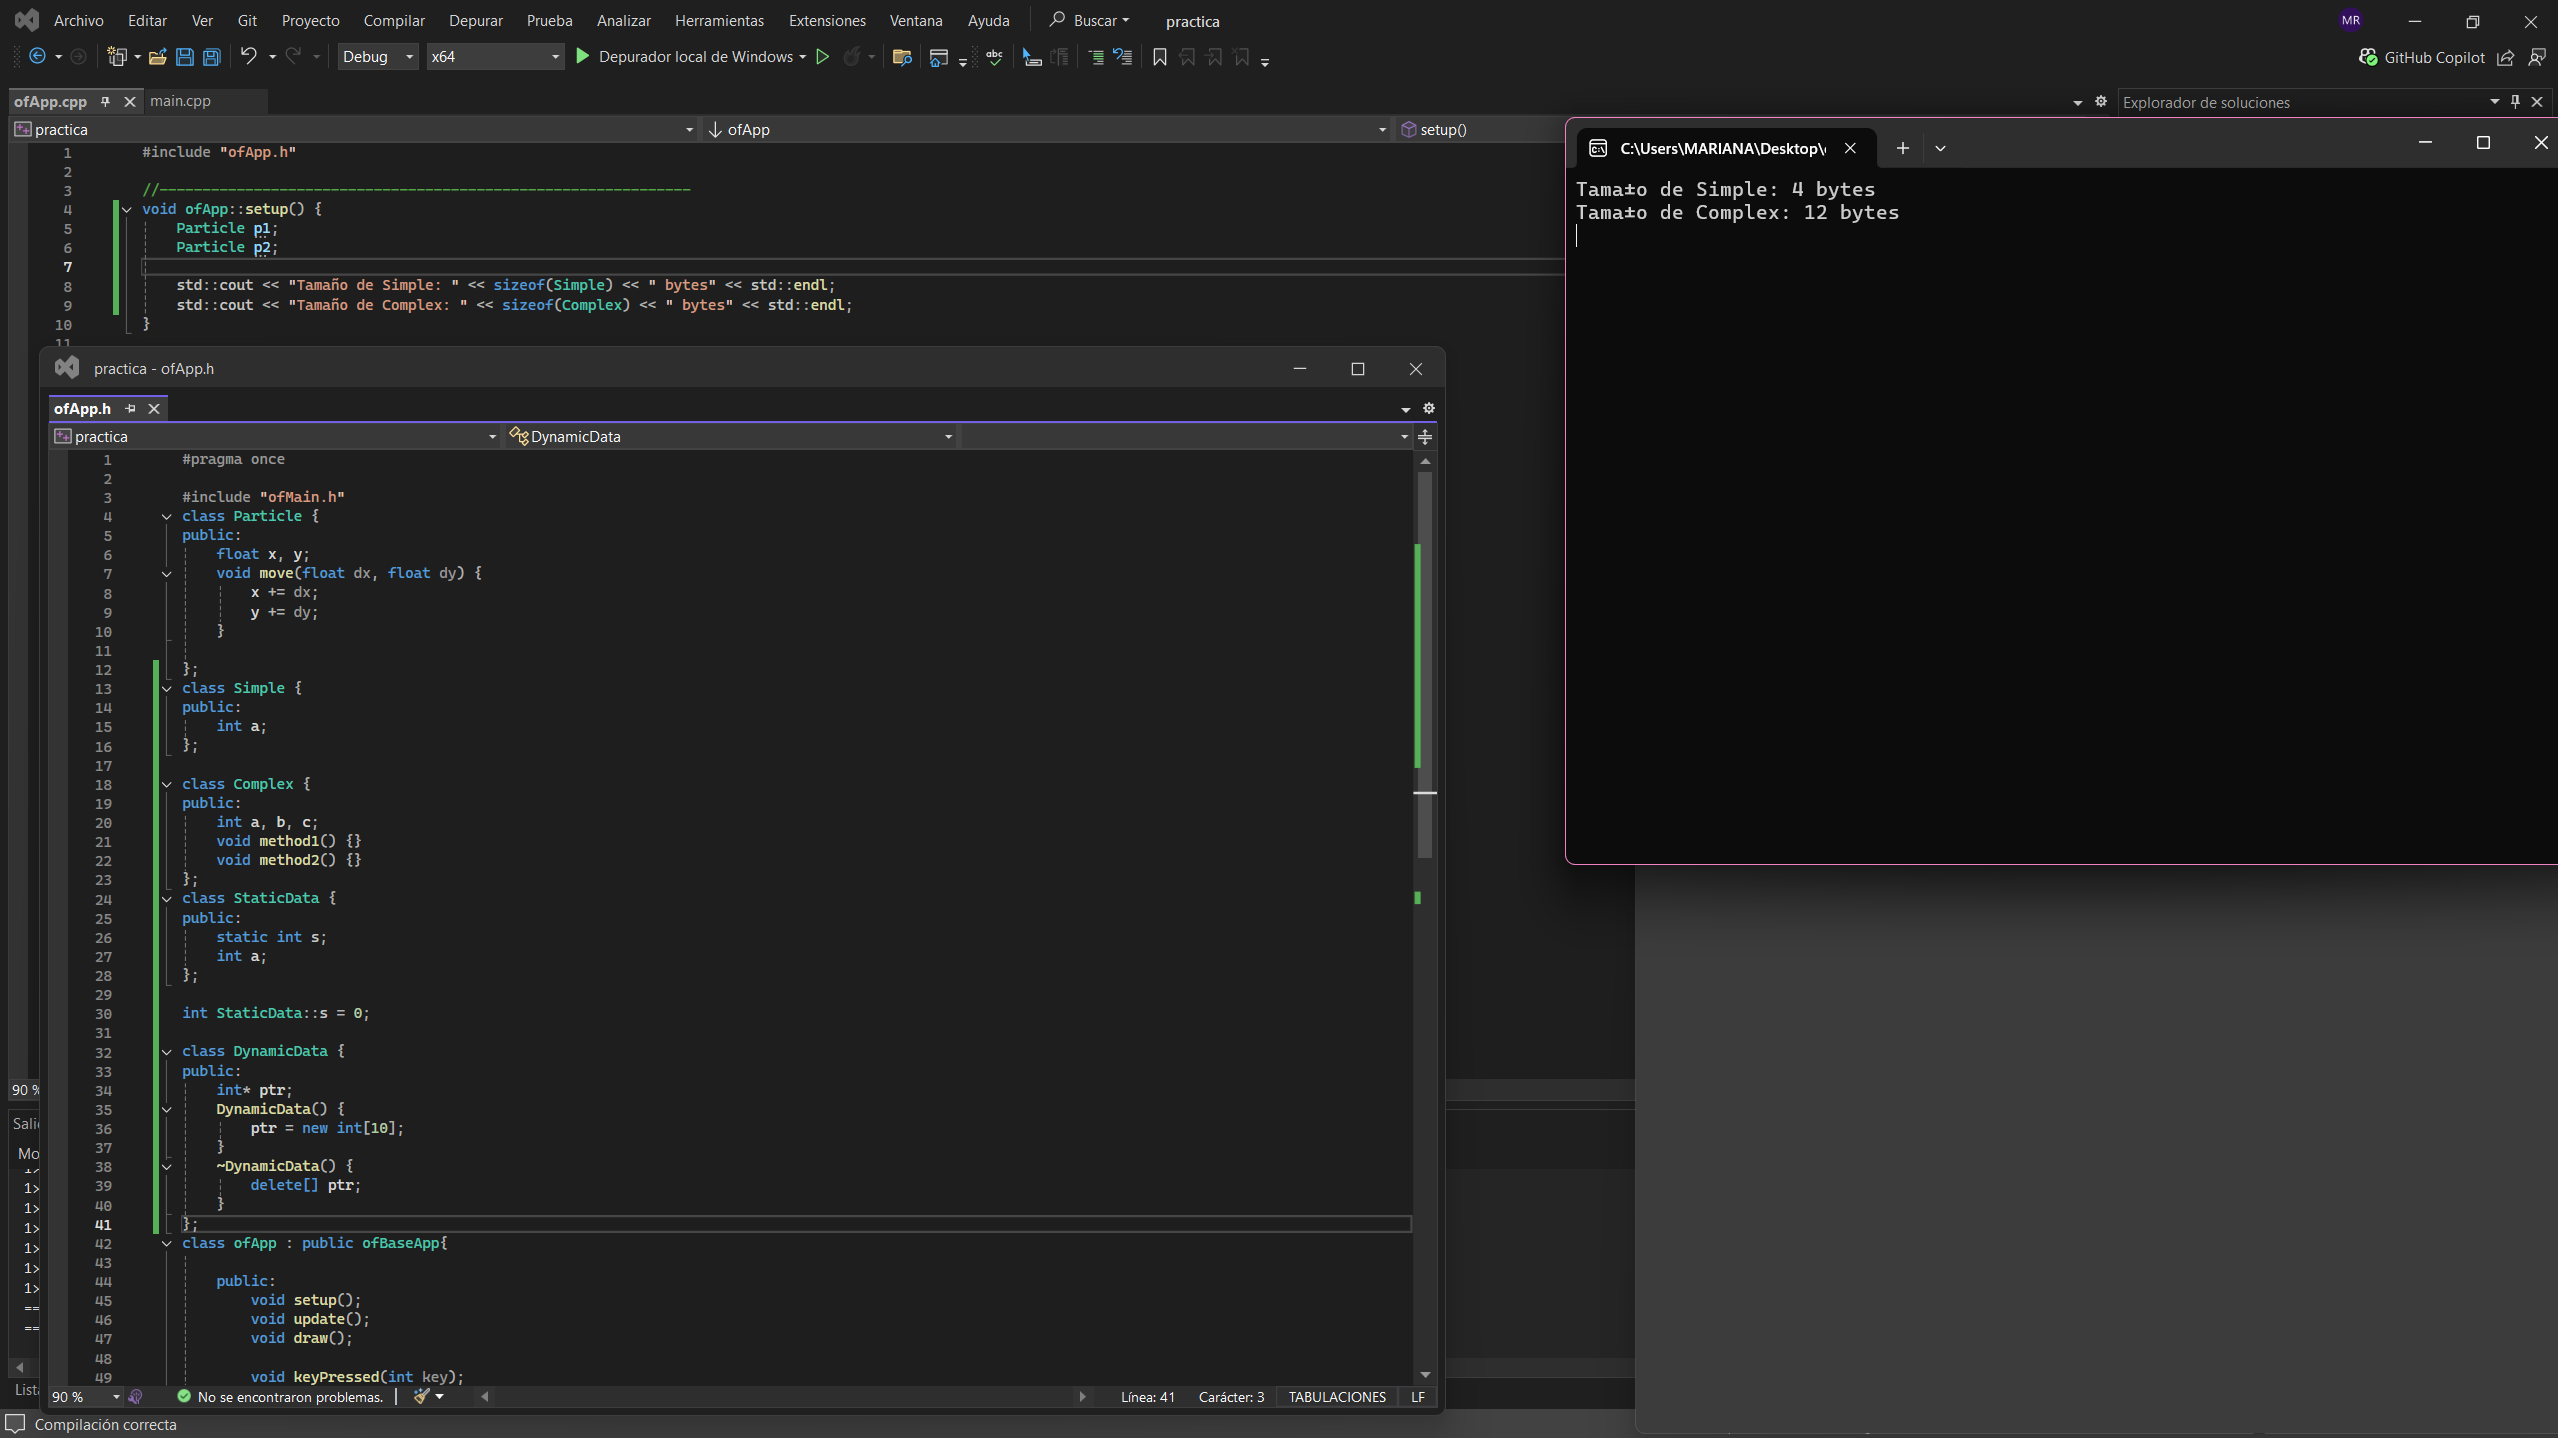 Archivo Editar Ver Git Proyecto Compilar Depurar Prueba Analizar Herramientas Extensiones Ventana Ayuda Buscar practica MR
Debug x64 Depurador local de Windows abc GitHub Copilot
ofApp.cpp main.cpp Explorador de soluciones
practica ofApp setup()
1 #include "ofApp.h"
2
3 //--------------------------------------------------------------
4 void ofApp::setup() {
5 Particle p1;
6 Particle p2;
7
8 std::cout << "Tamaño de Simple: " << sizeof(Simple) << " bytes" << std::endl;
9 std::cout << "Tamaño de Complex: " << sizeof(Complex) << " bytes" << std::endl;
10 }
11
C:\Users\MARIANA\Desktop\
Tama±o de Simple: 4 bytes
Tama±o de Complex: 12 bytes
practica - ofApp.h
ofApp.h
practica DynamicData
1 #pragma once
2
3 #include "ofMain.h"
4 class Particle {
5 public:
6 float x, y;
7 void move(float dx, float dy) {
8 x += dx;
9 y += dy;
10 }
11
12 };
13 class Simple {
14 public:
15 int a;
16 };
17
18 class Complex {
19 public:
20 int a, b, c;
21 void method1() {}
22 void method2() {}
23 };
24 class StaticData {
25 public:
26 static int s;
27 int a;
28 };
29
30 int StaticData::s = 0;
31
32 class DynamicData {
33 public:
34 int* ptr;
35 DynamicData() {
36 ptr = new int[10];
37 }
38 ~DynamicData() {
39 delete[] ptr;
40 }
41 };
42 class ofApp : public ofBaseApp{
43
44 public:
45 void setup();
46 void update();
47 void draw();
48
49 void keyPressed(int key);
90 % No se encontraron problemas. Línea: 41 Carácter: 3 TABULACIONES LF
90 %
1>
1>
1>
1>
1>
1>
==
==
Compilación correcta